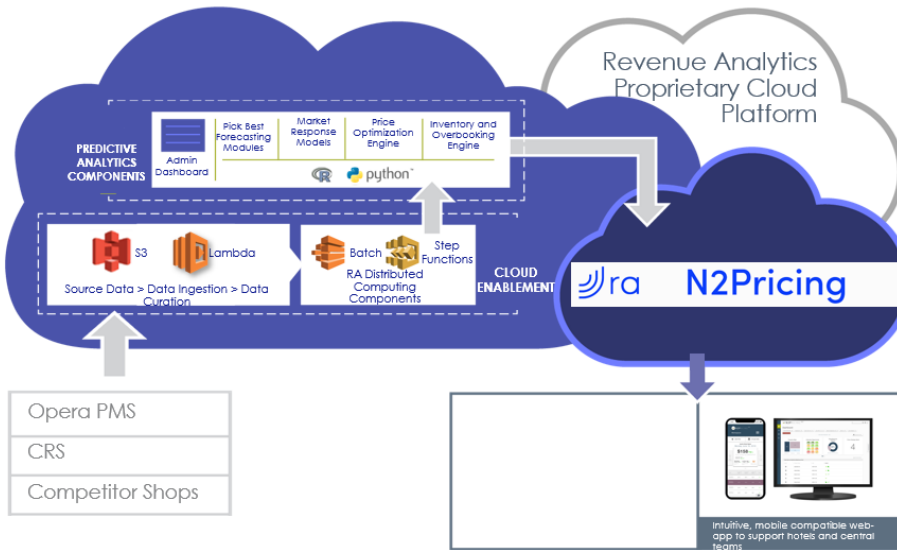 Revenue Analytics
Proprietary Cloud
Platform
PREDICTIVE
ANALYTICS
COMPONENTS
Admin
Dashboard
Pick Best
Forecasting
Modules
Market
Response
Models
Price
Optimization
Engine
Inventory and
Overbooking
Engine
R
python
S3
Lambda
Source Data > Data Ingestion > Data
Curation
Batch
Step
Functions
RA Distributed
Computing
Components
CLOUD
ENABLEMENT
ra
N2Pricing
Opera PMS
CRS
Competitor Shops
Intuitive, mobile compatible web-
app to support hotels and central
teams